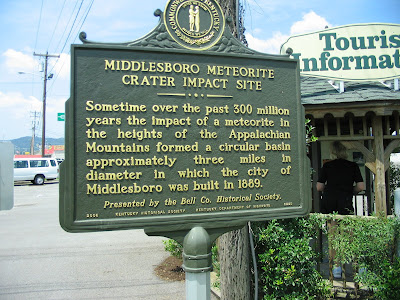 COMMONWEALTH
KENTUCKY
Tourist
Information
MIDDLESBORO METEORITE
CRATER IMPACT SITE
Sometime over the past 300 million
years the impact of a meteorite in
the heights of the Appalachian
Mountains formed a circular basin
approximately three miles in
diameter in which the city of
Middlesboro was built in 1889.
Presented by the Bell Co. Historical Society.
KENTUCKY HISTORICAL SOCIETY KENTUCKY DEPARTMENT OF HIGHWAYS